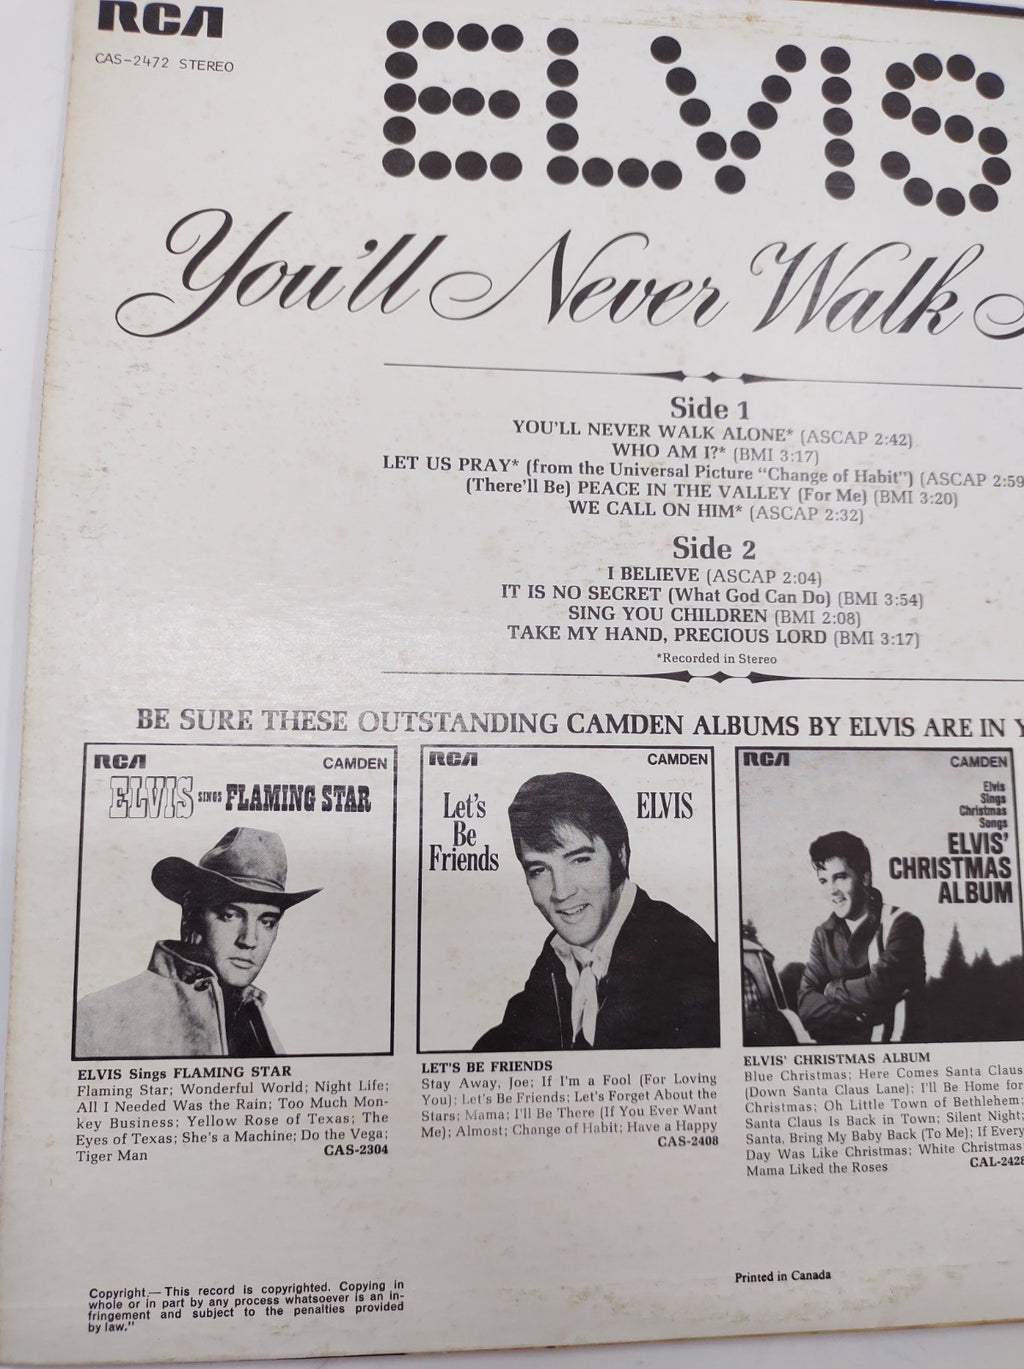 RCA
CAS-2472 STEREO
ELVIS
You'll Never Walk
Side 1
YOU'LL NEVER WALK ALONE* (ASCAP 2:42)
WHO AM I?* (BMI 3:17)
LET US PRAY* (from the Universal Picture "Change of Habit") (ASCAP 2:59
(There'll Be) PEACE IN THE VALLEY (For Me) (BMI 3:20)
WE CALL ON HIM* (ASCAP 2:32)
Side 2
I BELIEVE (ASCAP 2:04)
IT IS NO SECRET (What God Can Do) (BMI 3:54)
SING YOU CHILDREN (BMI 2:08)
TAKE MY HAND, PRECIOUS LORD (BMI 3:17)
*Recorded in Stereo
BE SURE THESE OUTSTANDING CAMDEN ALBUMS BY ELVIS ARE IN Y
RCA CAMDEN
ELVIS SINGS FLAMING STAR
ELVIS Sings FLAMING STAR
Flaming Star; Wonderful World; Night Life;
All I Needed Was the Rain; Too Much Mon-
key Business; Yellow Rose of Texas; The
Eyes of Texas; She's a Machine; Do the Vega;
Tiger Man CAS-2304
RCA CAMDEN
Let's
Be
Friends
ELVIS
LET'S BE FRIENDS
Stay Away, Joe; If I'm a Fool (For Loving
You); Let's Be Friends; Let's Forget About the
Stars; Mama; I'll Be There (If You Ever Want
Me); Almost; Change of Habit; Have a Happy
CAS-2408
RCA CAMDEN
Elvis
Sings
Christmas
Songs
ELVIS'
CHRISTMAS
ALBUM
ELVIS' CHRISTMAS ALBUM
Blue Christmas; Here Comes Santa Claus
(Down Santa Claus Lane); I'll Be Home for
Christmas; Oh Little Town of Bethlehem;
Santa Claus Is Back in Town; Silent Night;
Santa, Bring My Baby Back (To Me); If Every
Day Was Like Christmas; White Christmas
Mama Liked the Roses CAL-2428
Copyright.— This record is copyrighted. Copying in
whole or in part by any process whatsoever is an in-
fringement and subject to the penalties provided
by law."
Printed in Canada